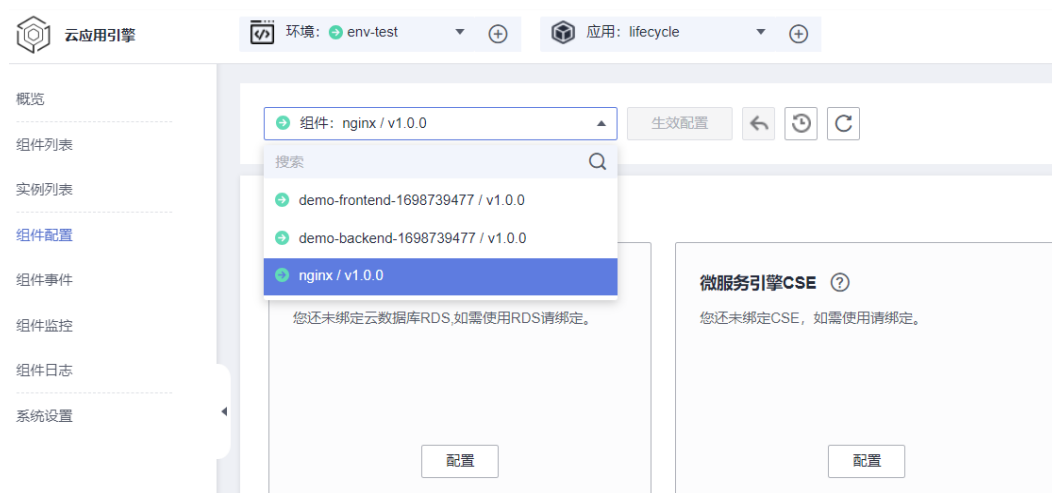 云应用引擎
环境: env-test
应用: lifecycle
概览
组件列表
实例列表
组件配置
组件事件
组件监控
组件日志
系统设置
组件: nginx / v1.0.0
生效配置
搜索
demo-frontend-1698739477 / v1.0.0
demo-backend-1698739477 / v1.0.0
nginx / v1.0.0
您还未绑定云数据库RDS,如需使用RDS请绑定。
配置
微服务引擎CSE
您还未绑定CSE，如需使用请绑定。
配置